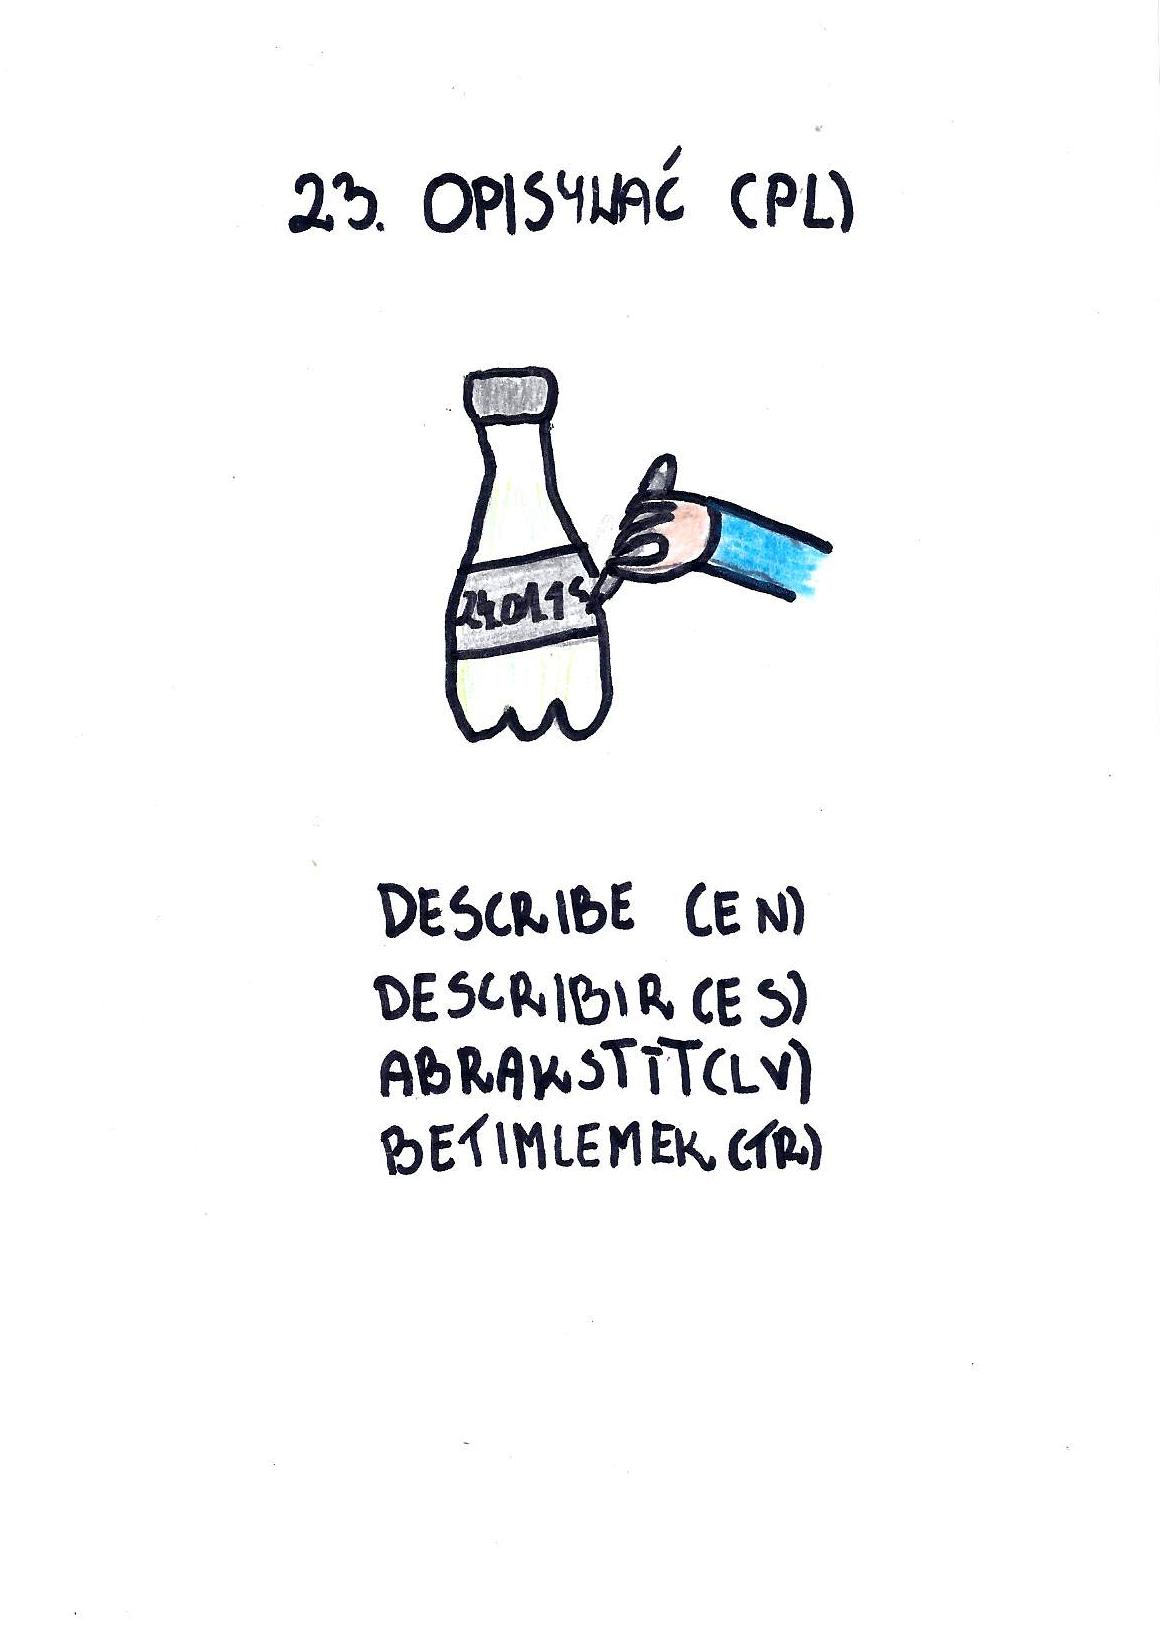 23. OPISYWAĆ (PL)
DESCRIBE (EN)
DESCRIBIR (ES)
ABRAKSTĪT (LV)
BETIMLEMEK (TR)